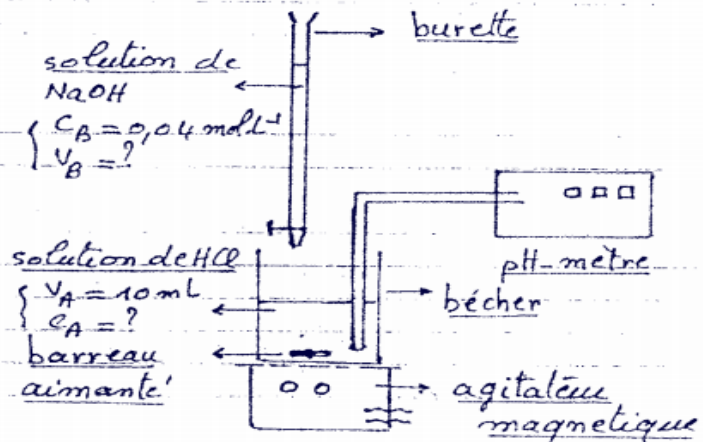 burette
solution de
NaOH
C_B = 0,04 mol L⁻¹
V_B = ?
solution de HCl
V_A = 10 mL
C_A = ?
barreau
aimanté
pH-mètre
bécher
agitateur
magnetique